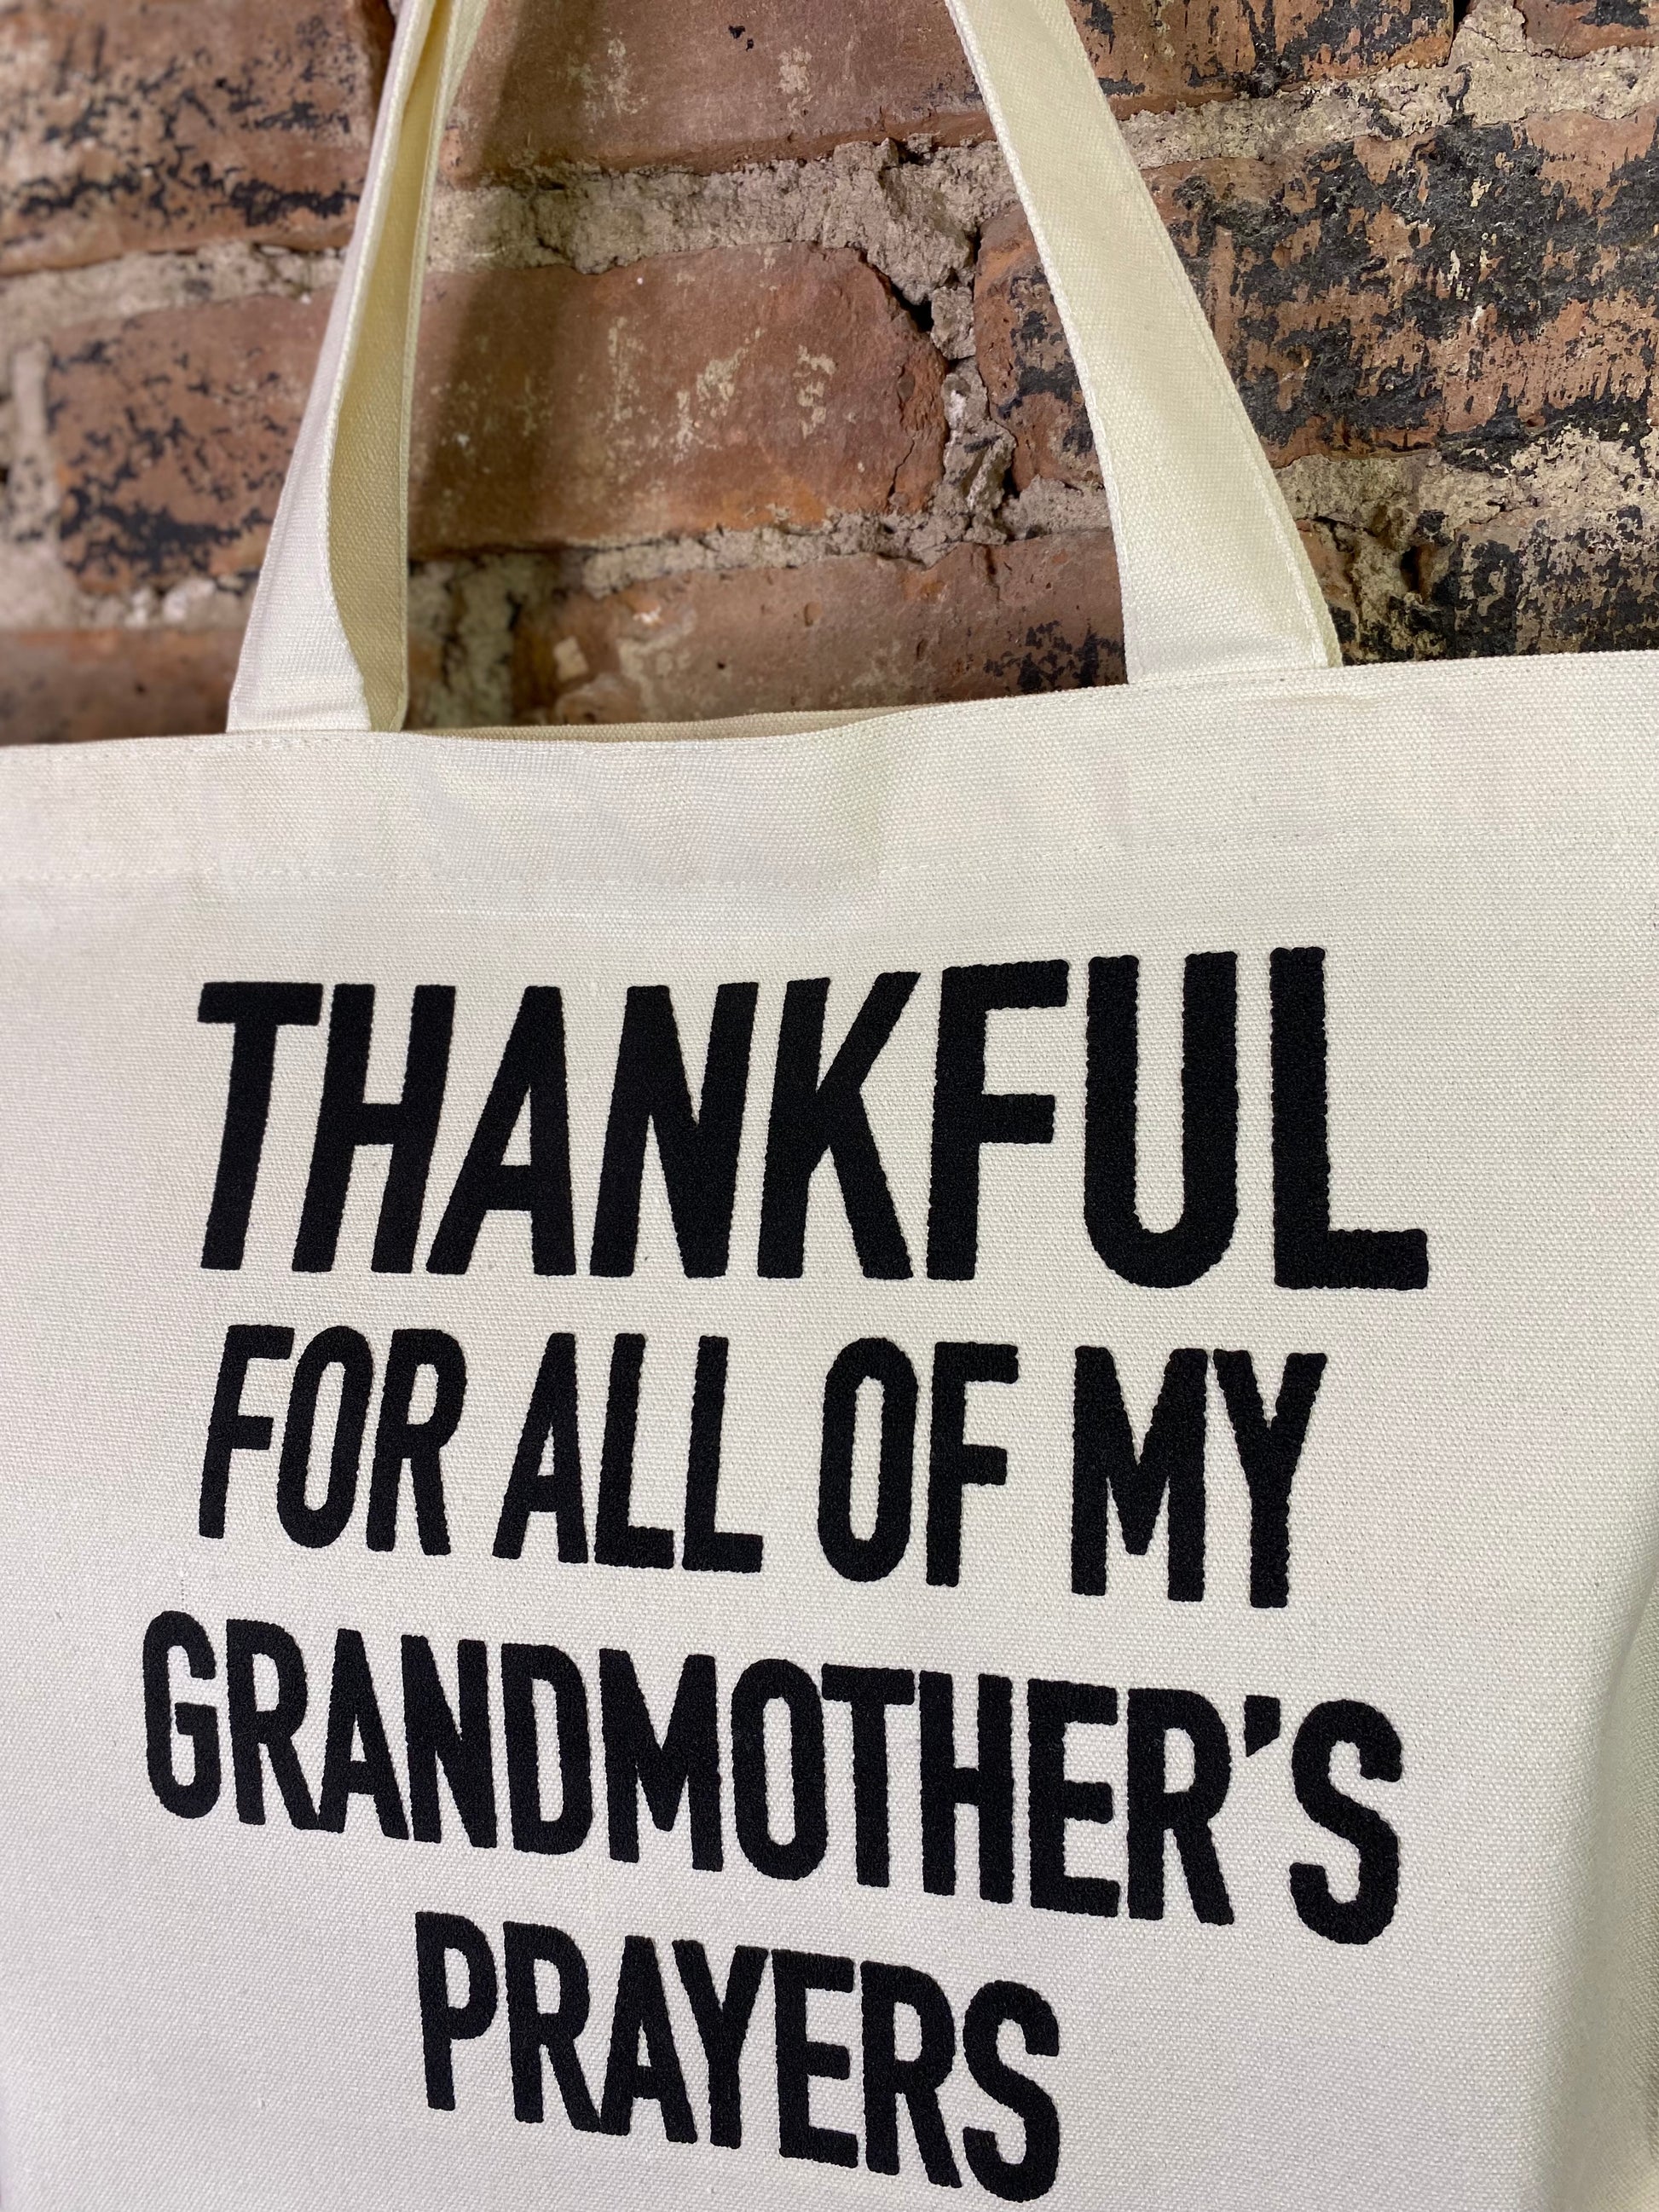 THANKFUL
FOR ALL OF MY
GRANDMOTHER'S
PRAYERS